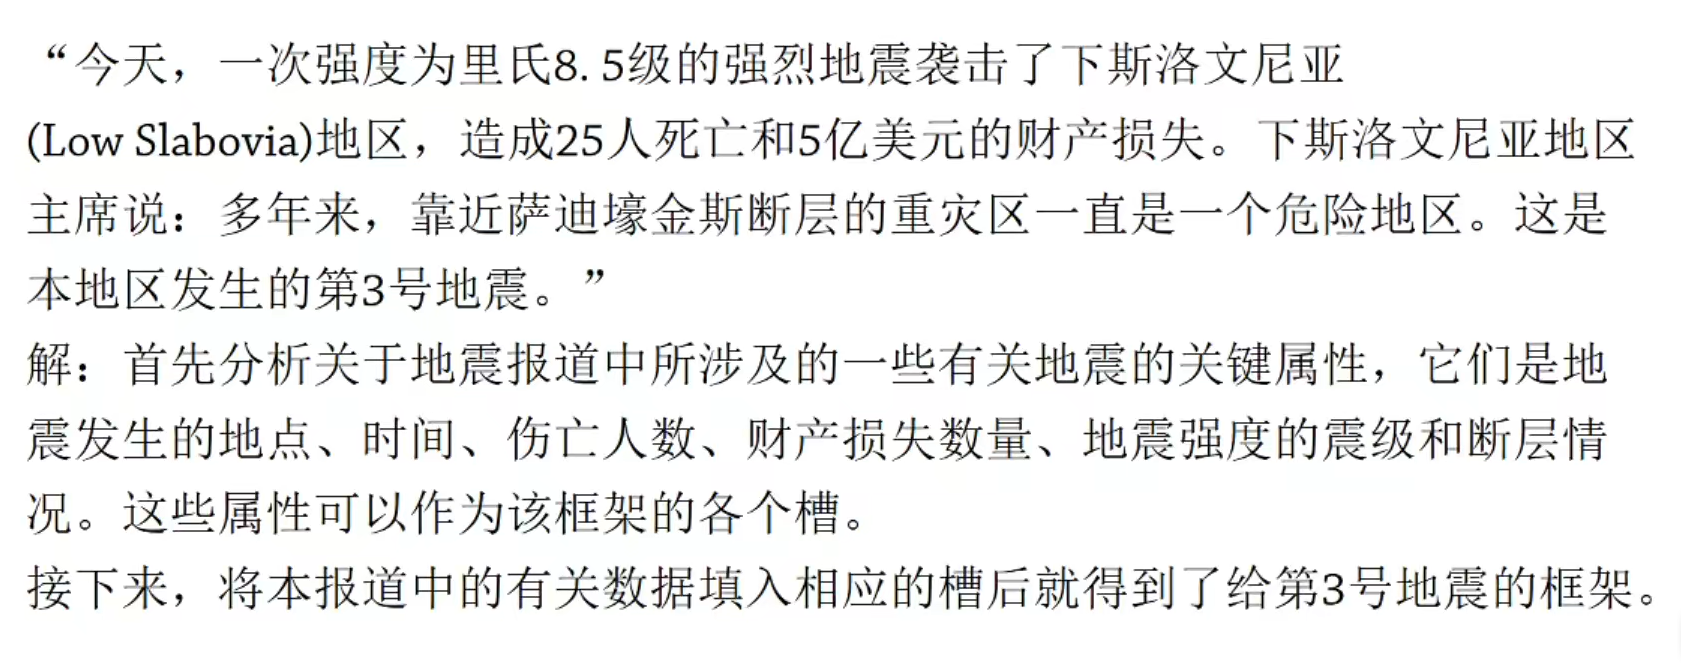 “今天，一次强度为里氏8.5级的强烈地震袭击了下斯洛文尼亚
(Low Slabovia)地区，造成25人死亡和5亿美元的财产损失。下斯洛文尼亚地区
主席说：多年来，靠近萨迪壕金斯断层的重灾区一直是一个危险地区。这是
本地区发生的第3号地震。”
解：首先分析关于地震报道中所涉及的一些有关地震的关键属性，它们是地
震发生的地点、时间、伤亡人数、财产损失数量、地震强度的震级和断层情
况。这些属性可以作为该框架的各个槽。
接下来，将本报道中的有关数据填入相应的槽后就得到了给第3号地震的框架。